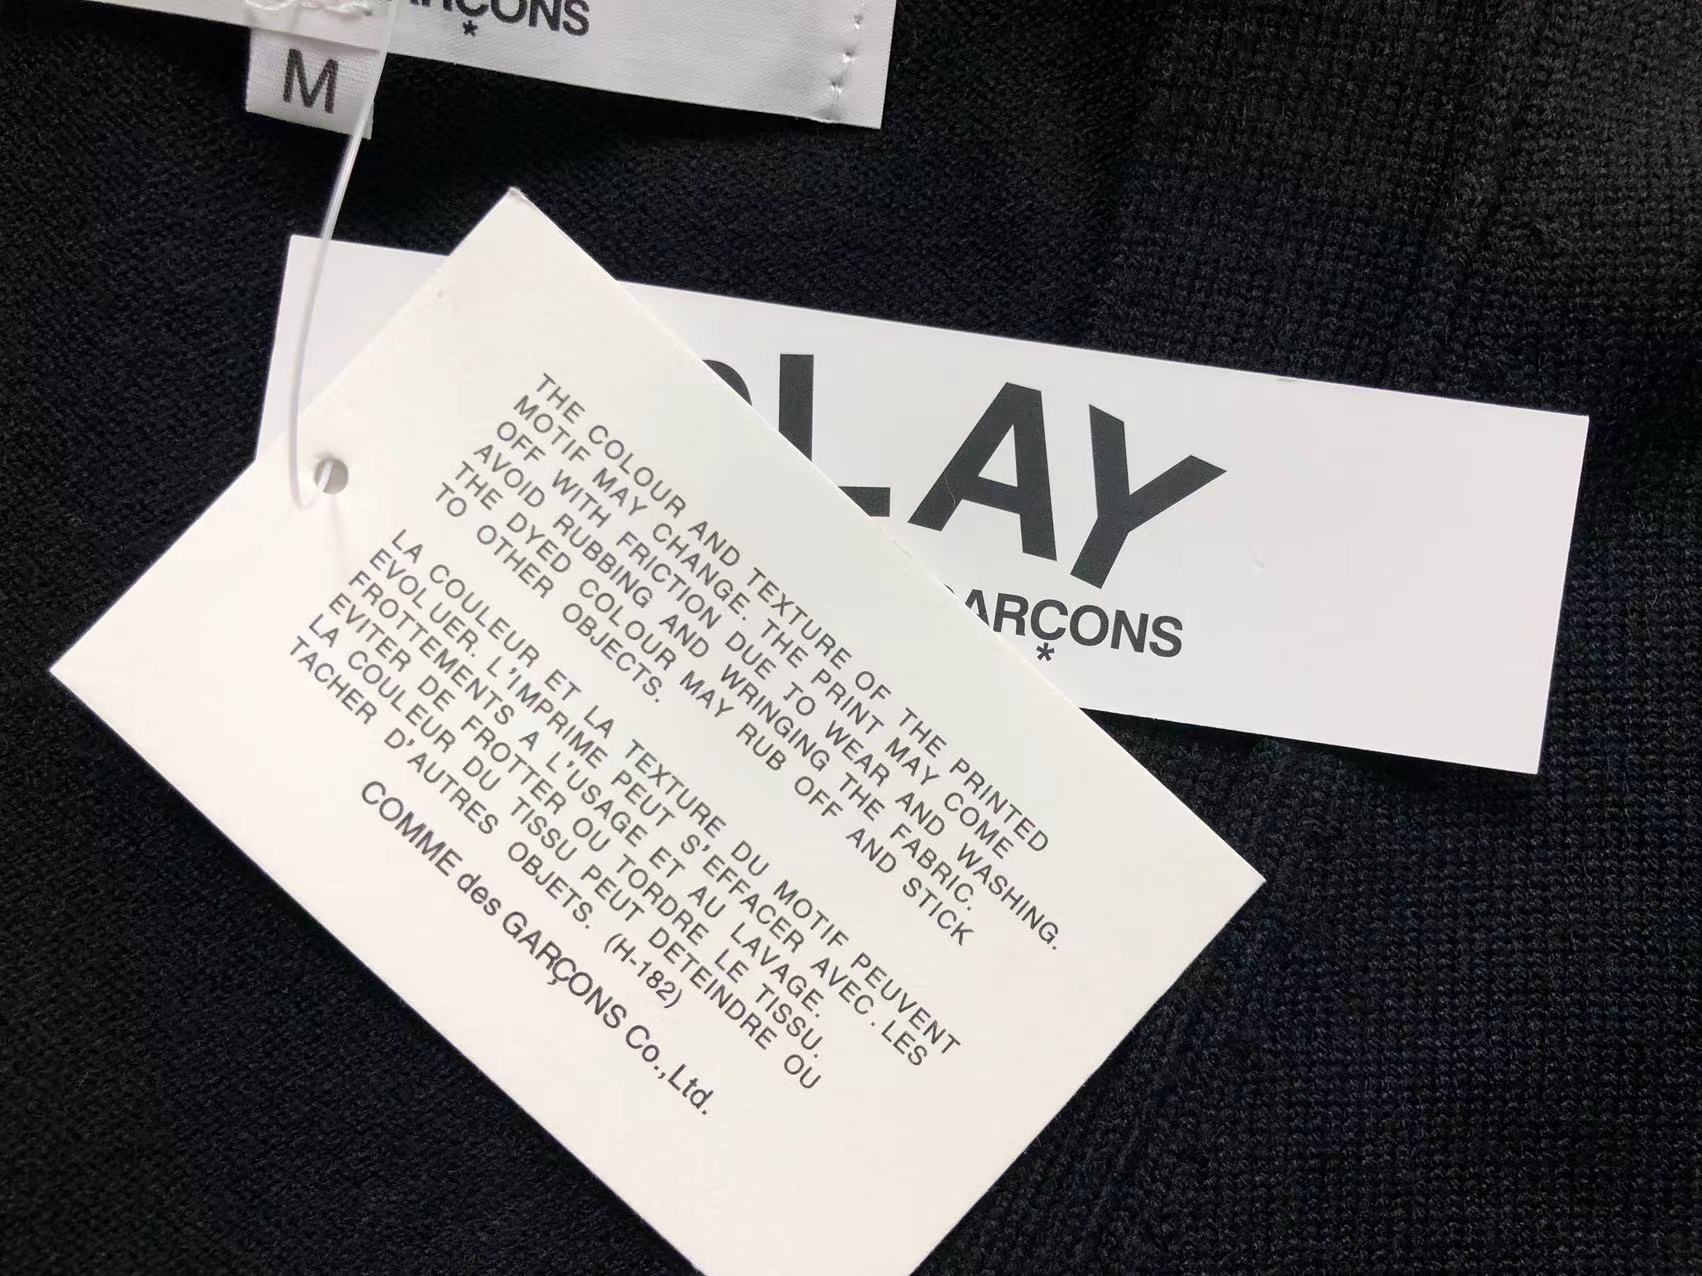 M
LAY
THE COLOUR AND TEXTURE OF THE PRINTED
MOTIF MAY CHANGE. THE PRINT MAY COME
OFF WITH FRICTION DUE TO WEAR AND WASHING.
AVOID RUBBING AND WRINGING THE FABRIC.
THE DYED COLOUR MAY RUB OFF AND STICK
TO OTHER OBJECTS.
LA COULEUR ET LA TEXTURE DU MOTIF PEUVENT
EVOLUER. L'IMPRIME PEUT S'EFFACER AVEC. LES
FROTTEMENTS A L'USAGE ET AU LAVAGE.
EVITER DE FROTTER OU TORDRE LE TISSU.
LA COULEUR DU TISSU PEUT DETEINDRE OU
TACHER D'AUTRES OBJETS. (H-182)
COMME des GARÇONS Co.,Ltd.